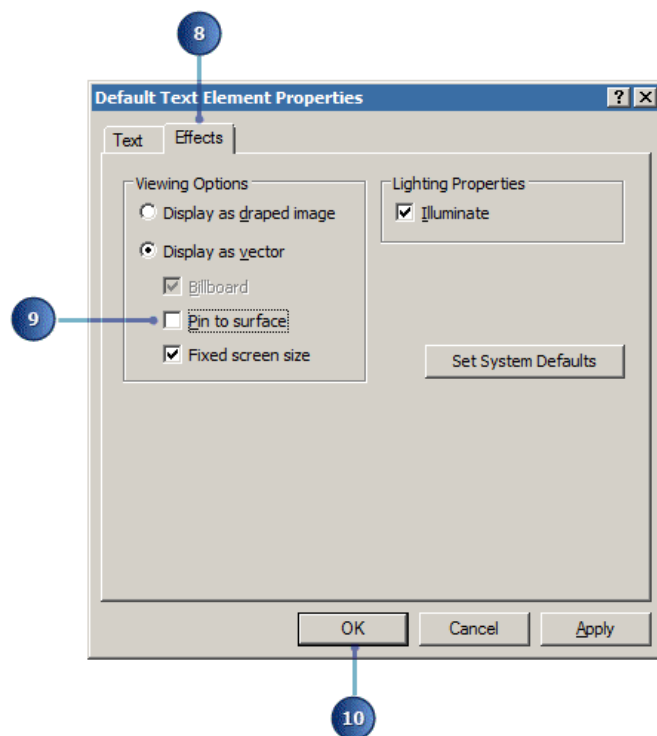 8
Default Text Element Properties
Text Effects
Viewing Options
Display as draped image
Display as vector
Billboard
Pin to surface
Fixed screen size
Lighting Properties
Illuminate
Set System Defaults
9
OK Cancel Apply
10